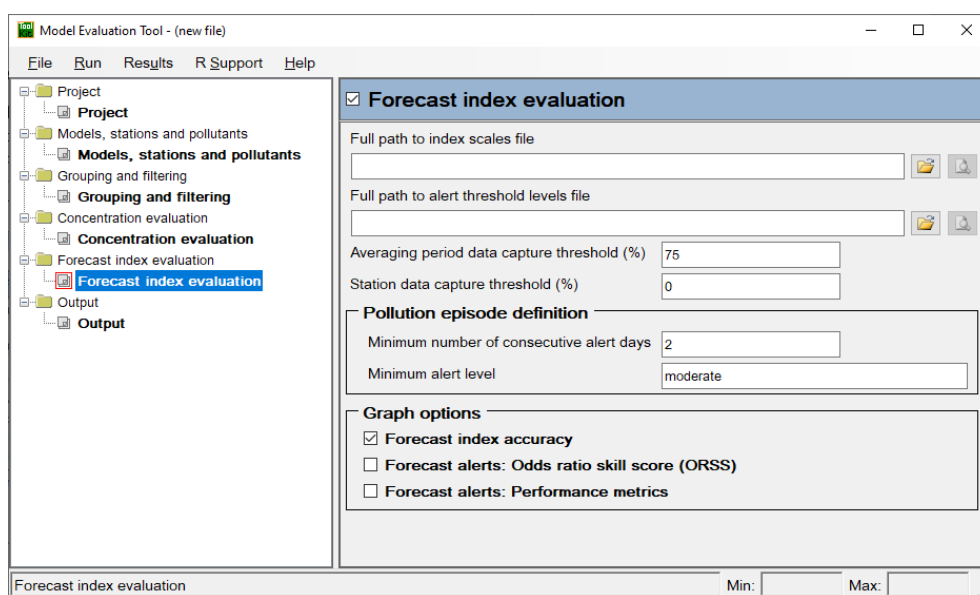 Model Evaluation Tool - (new file)
File Run Results R Support Help
Project
Project
Models, stations and pollutants
Models, stations and pollutants
Grouping and filtering
Grouping and filtering
Concentration evaluation
Concentration evaluation
Forecast index evaluation
Forecast index evaluation
Output
Output
Forecast index evaluation
Full path to index scales file
Full path to alert threshold levels file
Averaging period data capture threshold (%) 75
Station data capture threshold (%) 0
Pollution episode definition
Minimum number of consecutive alert days 2
Minimum alert level moderate
Graph options
Forecast index accuracy
Forecast alerts: Odds ratio skill score (ORSS)
Forecast alerts: Performance metrics
Forecast index evaluation Min: Max: